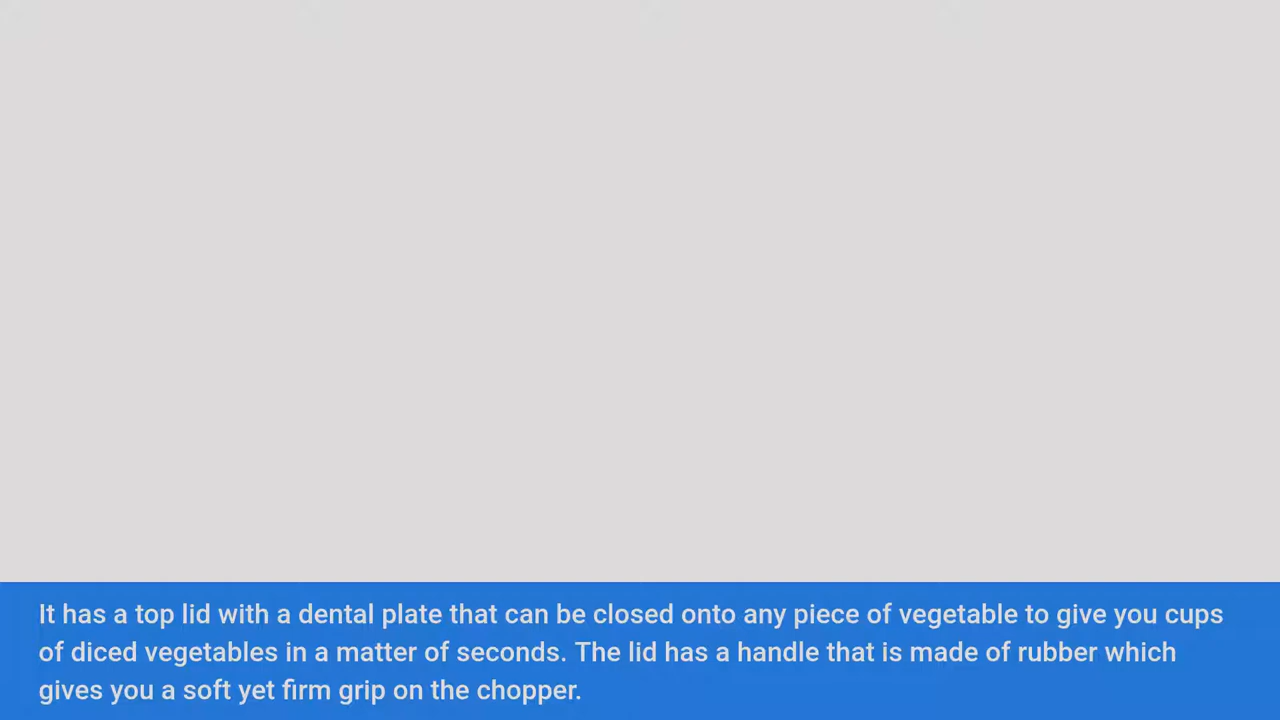 It has a top lid with a dental plate that can be closed onto any piece of vegetable to give you cups
of diced vegetables in a matter of seconds. The lid has a handle that is made of rubber which
gives you a soft yet firm grip on the chopper.